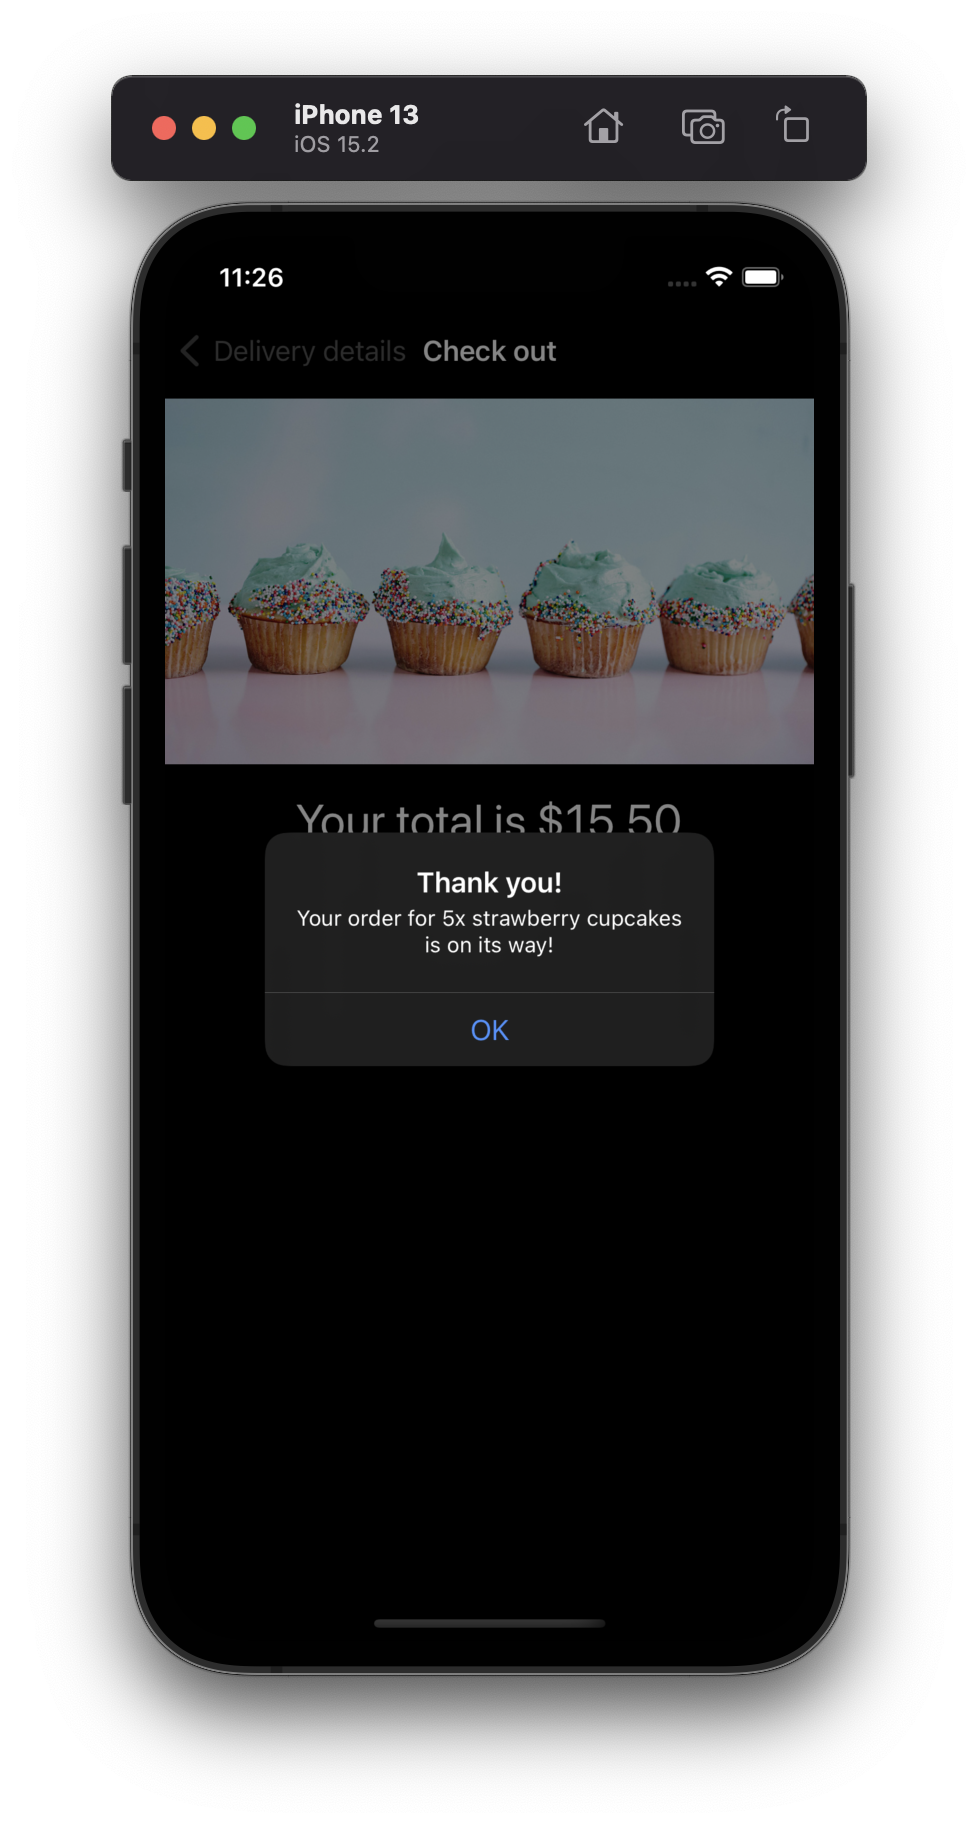 iPhone 13
iOS 15.2
11:26
Delivery details Check out
Your total is $15.50
Thank you!
Your order for 5x strawberry cupcakes
is on its way!
OK